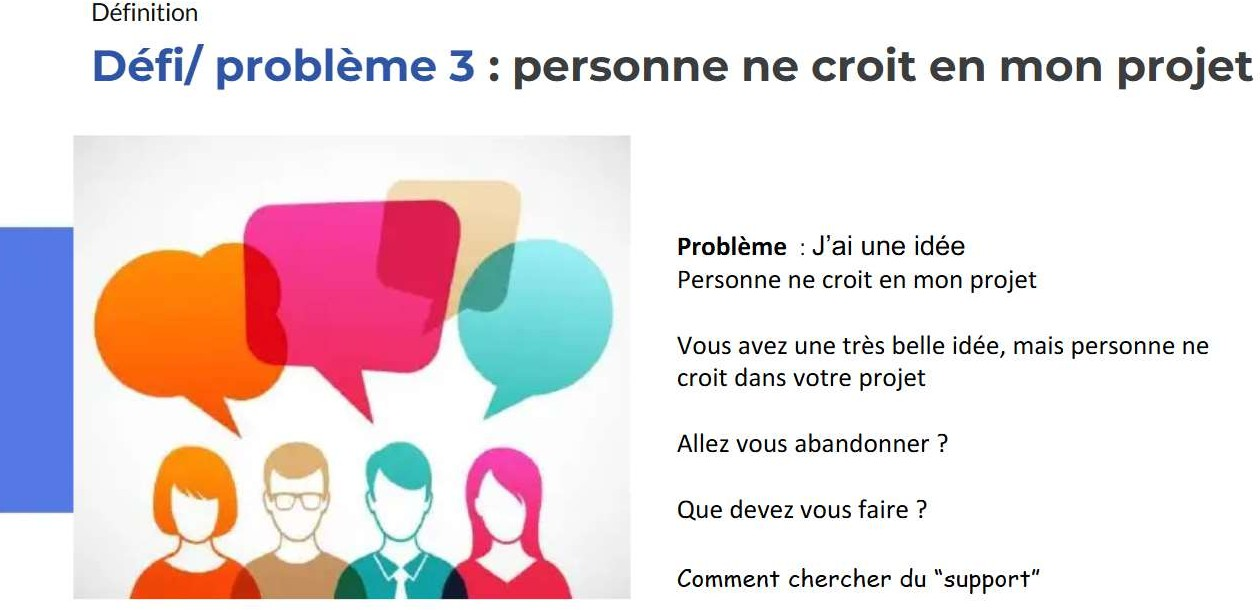 Définition
Défi/ problème 3 : personne ne croit en mon projet
Problème : J’ai une idée
Personne ne croit en mon projet
Vous avez une très belle idée, mais personne ne
croit dans votre projet
Allez vous abandonner ?
Que devez vous faire ?
Comment chercher du “support”